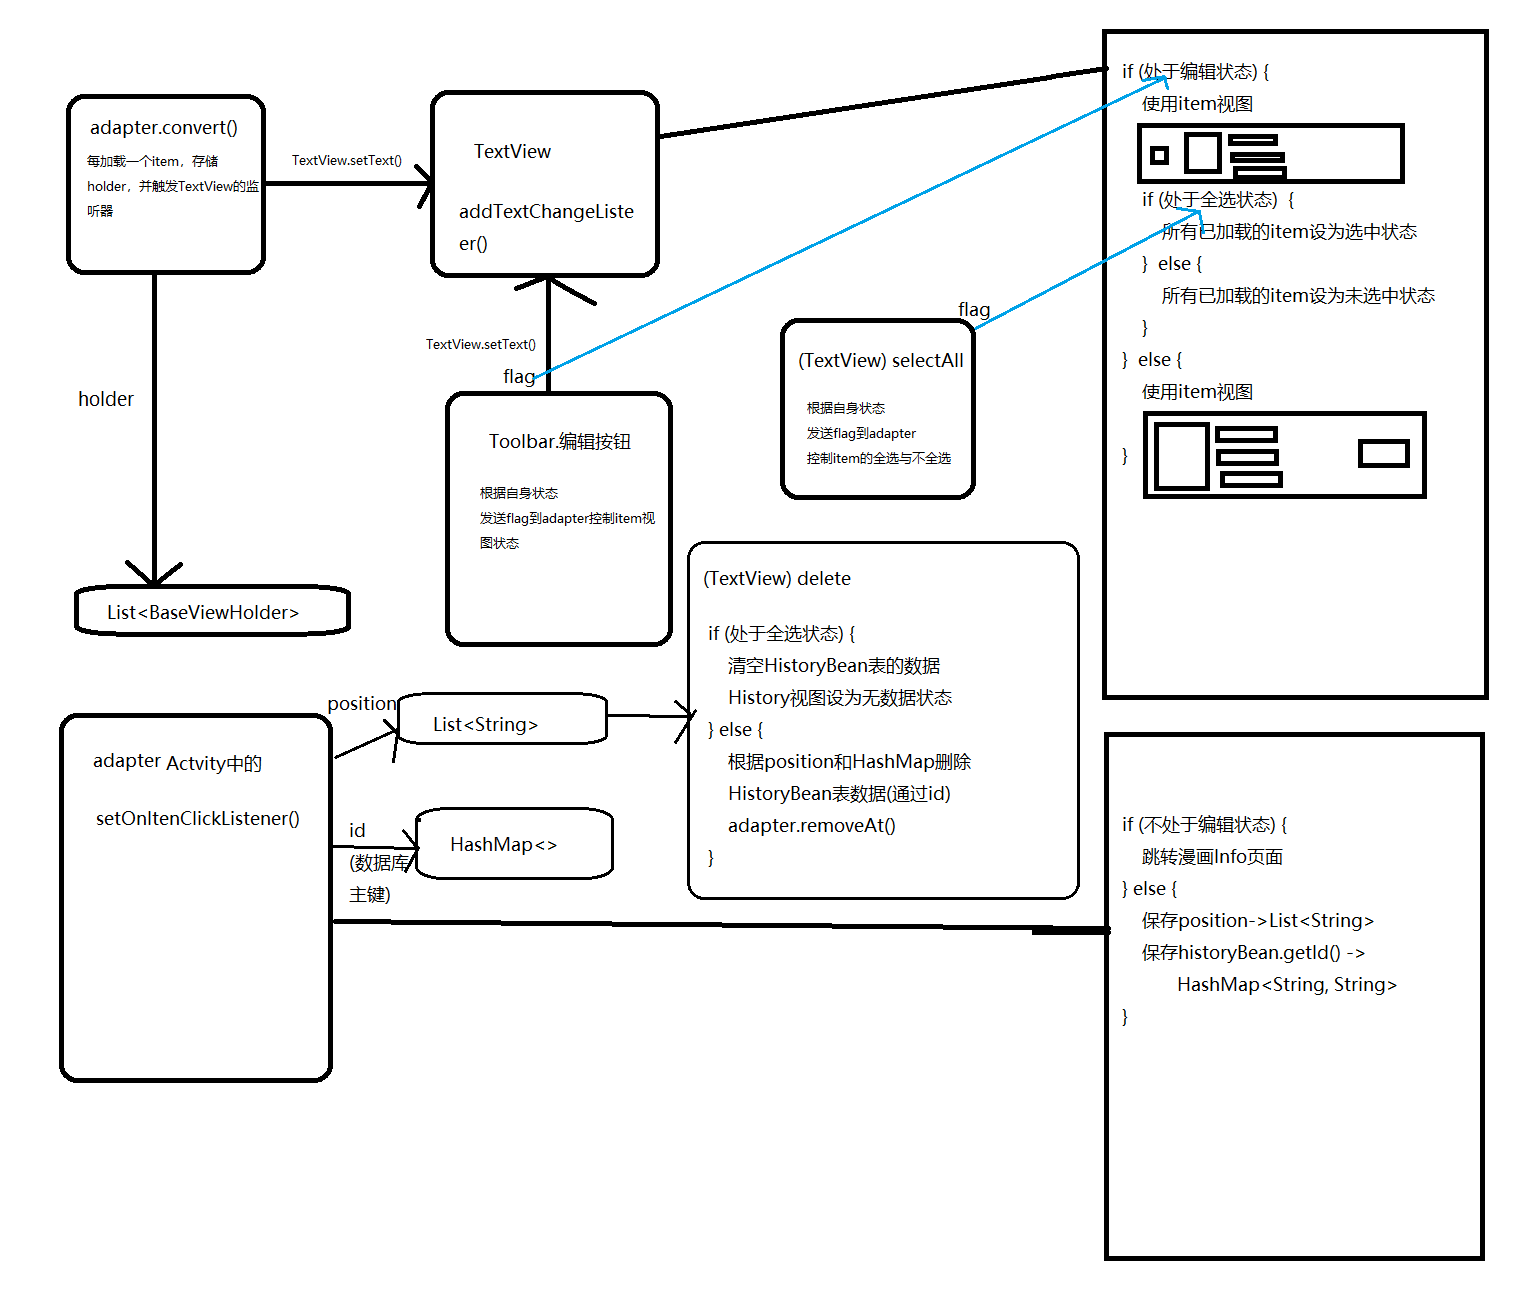 adapter.convert()
每加载一个item，存储
holder，并触发TextView的监
听器
TextView.setText()
TextView
addTextChangeListe
er()
holder
TextView.setText()
flag
Toolbar.编辑按钮
根据自身状态
发送flag到adapter控制item视
图状态
List<BaseViewHolder>
flag
(TextView) selectAll
根据自身状态
发送flag到adapter
控制item的全选与不全选
if (处于编辑状态) {
使用item视图
if (处于全选状态) {
所有已加载的item设为选中状态
} else {
所有已加载的item设为未选中状态
}
} else {
使用item视图
}
(TextView) delete
if (处于全选状态) {
清空HistoryBean表的数据
History视图设为无数据状态
} else {
根据position和HashMap删除
HistoryBean表数据(通过id)
adapter.removeAt()
}
position
List<String>
adapter Actvity中的
setOnItenClickListener()
id
(数据库
主键)
HashMap<>
if (不处于编辑状态) {
跳转漫画Info页面
} else {
保存position->List<String>
保存historyBean.getId() ->
HashMap<String, String>
}